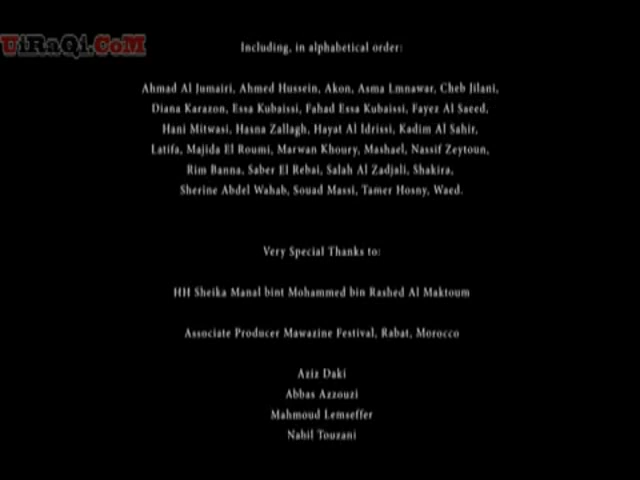 UiRaQi.CoM
Including, in alphabetical order:
Ahmad Al Jumairi, Ahmed Hussein, Akon, Asma Lmnawar, Cheb Jilani,
Diana Karazon, Essa Kubaissi, Fahad Essa Kubaissi, Fayez Al Saeed,
Hani Mitwasi, Hasna Zallagh, Hayat Al Idrissi, Kadim Al Sahir,
Latifa, Majida El Roumi, Marwan Khoury, Mashael, Nassif Zeytoun,
Rim Banna, Saber El Rebai, Salah Al Zadjali, Shakira,
Sherine Abdel Wahab, Souad Massi, Tamer Hosny, Waed.
Very Special Thanks to:
HH Sheika Manal bint Mohammed bin Rashed Al Maktoum
Associate Producer Mawazine Festival, Rabat, Morocco
Aziz Daki
Abbas Azzouzi
Mahmoud Lemseffer
Nahil Touzani